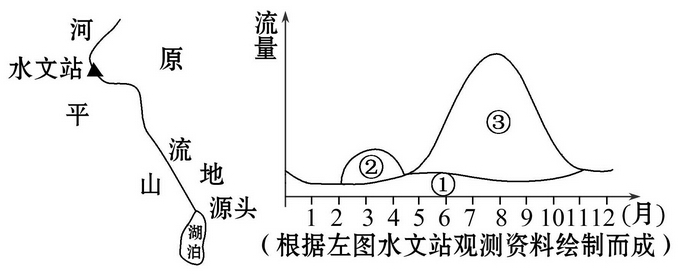 河
水文站
原
平
流
地
山
源头
湖
泊
流
量
①
②
③
1 2 3 4 5 6 7 8 9 10 11 12 (月)
(根据左图水文站观测资料绘制而成)